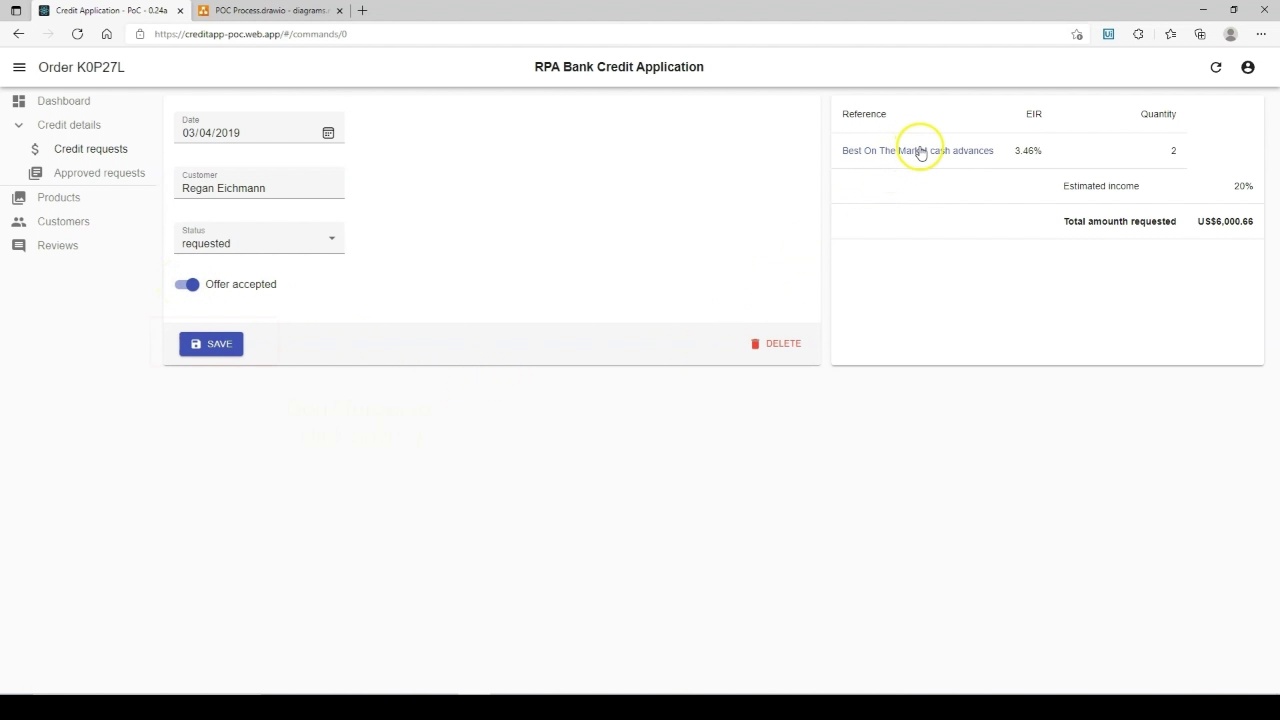 Credit Application - PoC - 0.24a
POC Process.drawio - diagrams.
https://creditapp-poc.web.app/#/commands/0
Order K0P27L
RPA Bank Credit Application
Dashboard
Credit details
Credit requests
Approved requests
Products
Customers
Reviews
Date
03/04/2019
Customer
Regan Eichmann
Status
requested
Offer accepted
SAVE
DELETE
Reference EIR Quantity
Best On The Market cash advances 3.46% 2
Estimated income 20%
Total amounth requested US$6,000.66